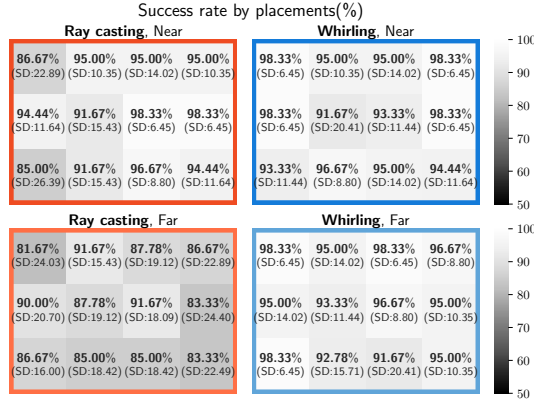 Success rate by placements(%)
Ray casting, Near
Whirling, Near
86.67% 95.00% 95.00% 95.00%
(SD:22.89) (SD:10.35) (SD:14.02) (SD:10.35)
94.44% 91.67% 98.33% 98.33%
(SD:11.64) (SD:15.43) (SD:6.45) (SD:6.45)
85.00% 91.67% 96.67% 94.44%
(SD:26.39) (SD:15.43) (SD:8.80) (SD:11.64)
98.33% 95.00% 95.00% 98.33%
(SD:6.45) (SD:10.35) (SD:14.02) (SD:6.45)
98.33% 91.67% 93.33% 98.33%
(SD:6.45) (SD:20.41) (SD:11.44) (SD:6.45)
93.33% 96.67% 95.00% 94.44%
(SD:11.44) (SD:8.80) (SD:14.02) (SD:11.64)
100
90
80
70
60
50
Ray casting, Far
Whirling, Far
81.67% 91.67% 87.78% 86.67%
(SD:24.03) (SD:15.43) (SD:19.12) (SD:22.89)
90.00% 87.78% 91.67% 83.33%
(SD:20.70) (SD:19.12) (SD:18.09) (SD:24.40)
86.67% 85.00% 85.00% 83.33%
(SD:16.00) (SD:18.42) (SD:18.42) (SD:22.49)
98.33% 95.00% 98.33% 96.67%
(SD:6.45) (SD:14.02) (SD:6.45) (SD:8.80)
95.00% 93.33% 96.67% 95.00%
(SD:14.02) (SD:11.44) (SD:8.80) (SD:10.35)
98.33% 92.78% 91.67% 95.00%
(SD:6.45) (SD:15.71) (SD:20.41) (SD:10.35)
100
90
80
70
60
50